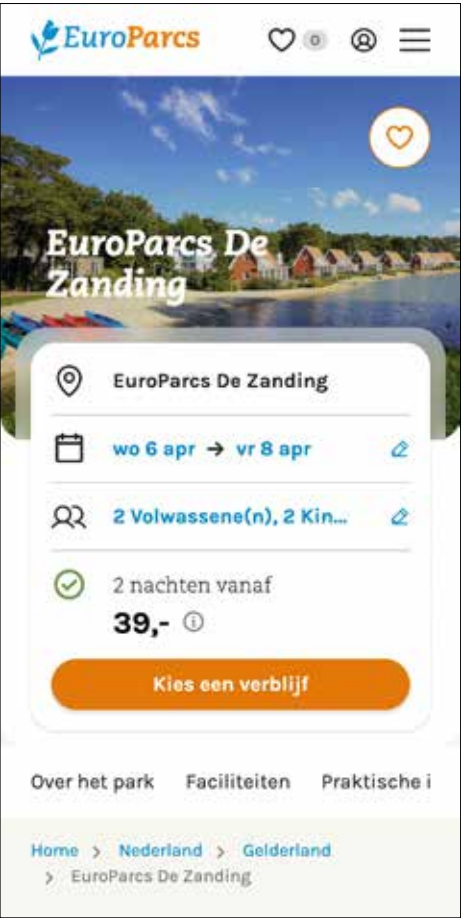 EuroParcs
0
EuroParcs De
Zanding
EuroParcs De Zanding
wo 6 apr → vr 8 apr
2 Volwassene(n), 2 Kin...
2 nachten vanaf
39,-
Kies een verblijf
Over het park Faciliteiten Praktische i
Home > Nederland > Gelderland
> EuroParcs De Zanding